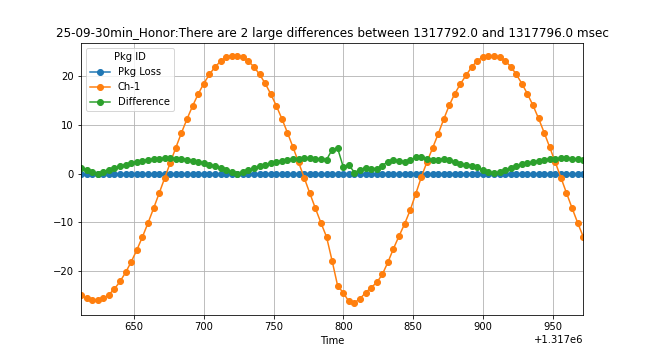 25-09-30min_Honor:There are 2 large differences between 1317792.0 and 1317796.0 msec
Pkg ID
Pkg Loss
Ch-1
Difference
20
10
0
−10
−20
650 700 750 800 850 900 950
Time
+1.317e6